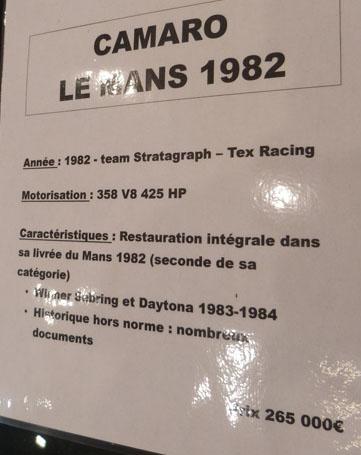 CAMARO
LE MANS 1982
Année : 1982 - team Stratagraph – Tex Racing
Motorisation : 358 V8 425 HP
Caractéristiques : Restauration intégrale dans
sa livrée du Mans 1982 (seconde de sa
catégorie)
• Winner Sebring et Daytona 1983-1984
• Historique hors norme : nombreux
documents
Prix 265 000€